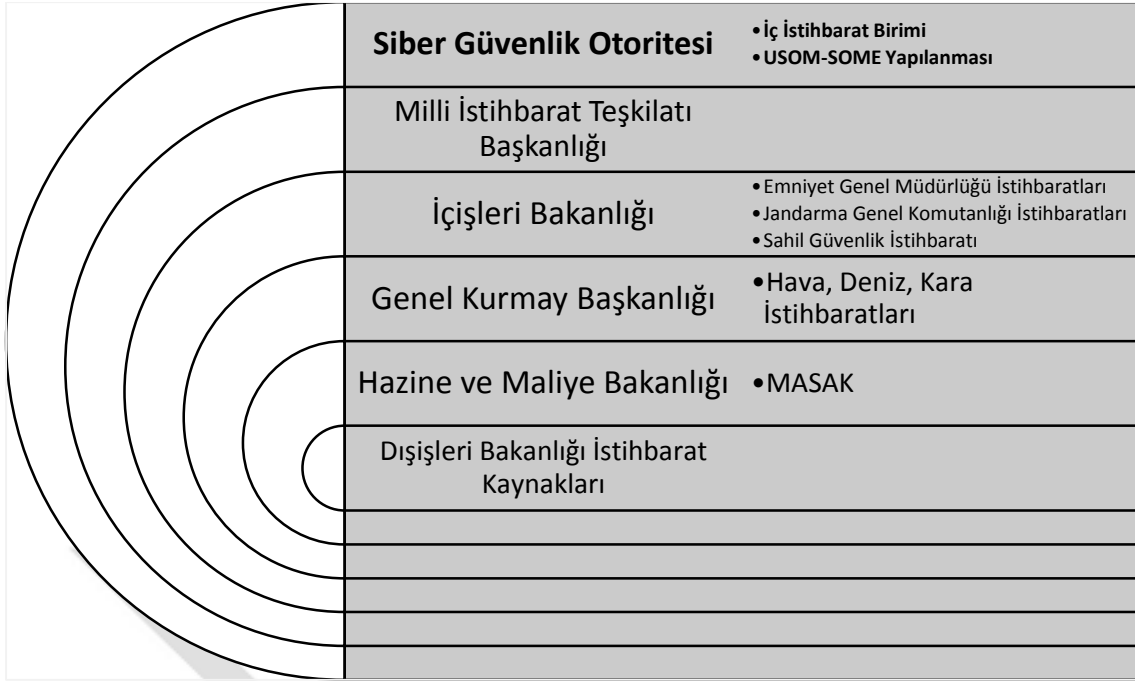 Siber Güvenlik Otoritesi
•İç İstihbarat Birimi
•USOM-SOME Yapılanması
Milli İstihbarat Teşkilatı
Başkanlığı
İçişleri Bakanlığı
•Emniyet Genel Müdürlüğü İstihbaratları
•Jandarma Genel Komutanlığı İstihbaratları
•Sahil Güvenlik İstihbaratı
Genel Kurmay Başkanlığı
•Hava, Deniz, Kara
İstihbaratları
Hazine ve Maliye Bakanlığı
•MASAK
Dışişleri Bakanlığı İstihbarat
Kaynakları